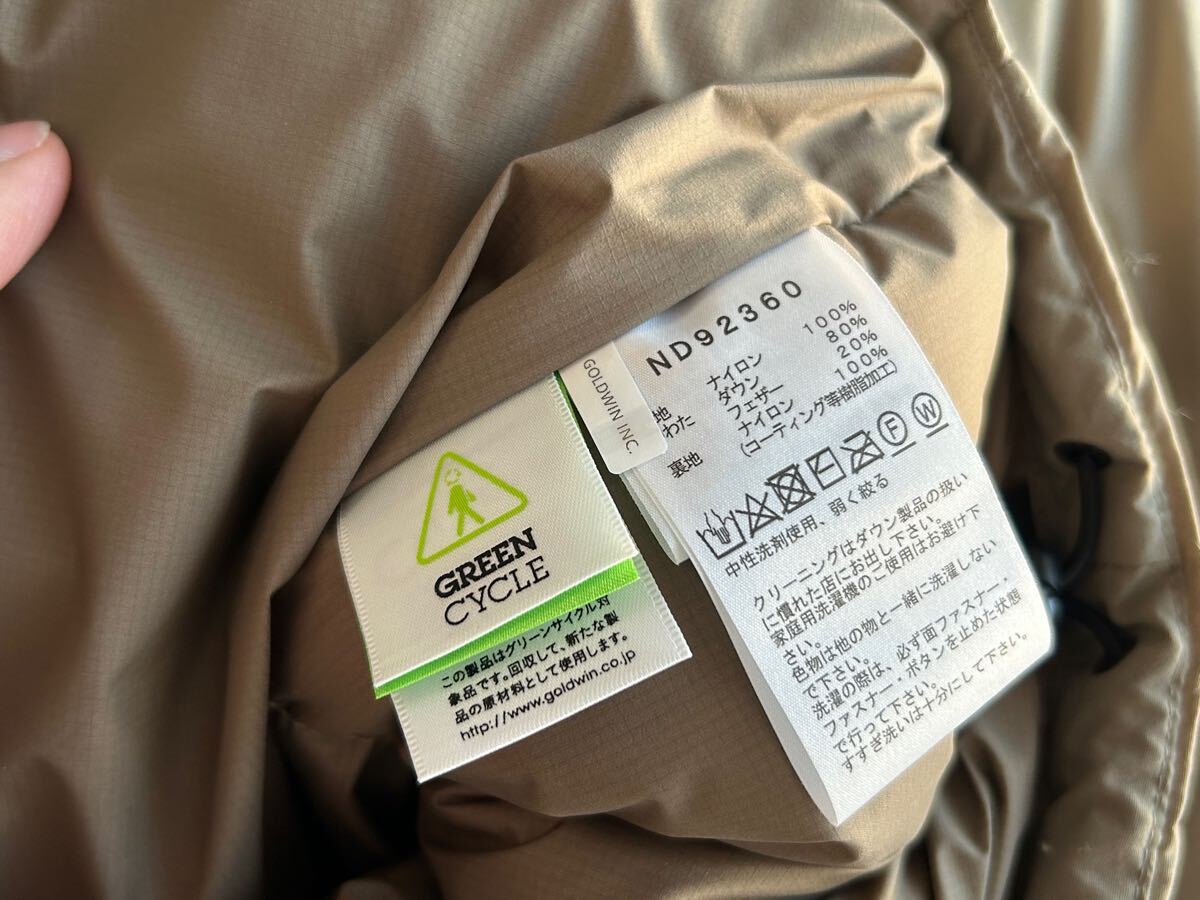 GREEN
CYCLE
この製品はグリーンサイクル対
象品です。回収して、新たな製
品の原材料として使用します。
http://www.goldwin.co.jp
GOLDWIN INC.
ND92360
地 ナイロン 100%
わた ダウン 80%
フェザー 20%
裏地 ナイロン 100%
(コーティング等樹脂加工)
F W
中性洗剤使用、弱く絞る
クリーニングはダウン製品の扱い
に慣れた店にお出し下さい。
家庭用洗濯機のご使用はお避け下
さい。
色物は他の物と一緒に洗濯しない
で下さい。
洗濯の際は、必ず面ファスナー・
ファスナー・ボタンを止めた状態
で行って下さい。
すすぎ洗いは十分にして下さい。